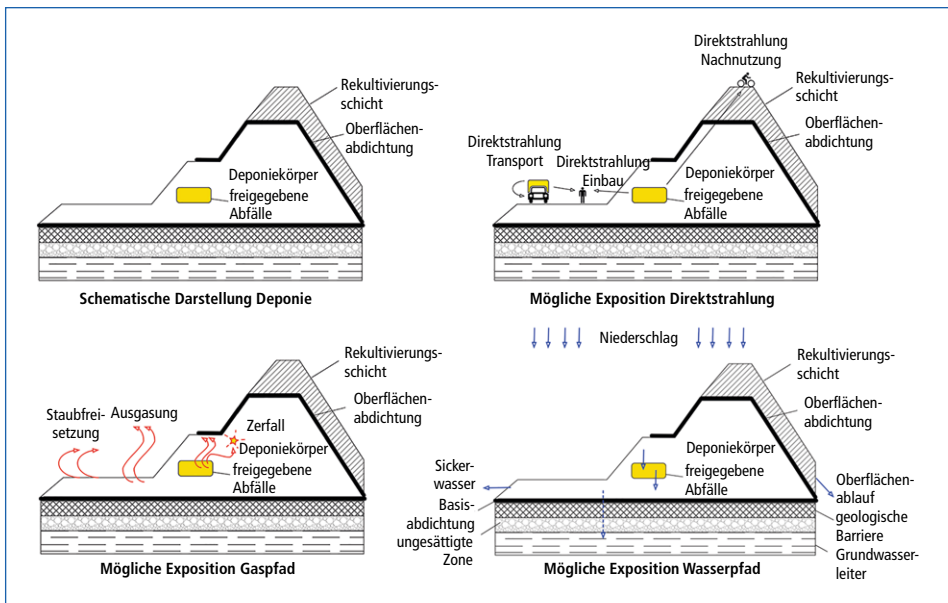 Rekultivierungs-
schicht
Oberflächen-
abdichtung
Deponiekörper
freigegebene
Abfälle
Schematische Darstellung Deponie
Direktstrahlung
Nachnutzung
Rekultivierungs-
schicht
Oberflächen-
abdichtung
Direktstrahlung
Transport
Direktstrahlung
Einbau
Deponiekörper
freigegebene
Abfälle
Mögliche Exposition Direktstrahlung
Rekultivierungs-
schicht
Oberflächen-
abdichtung
Staubfrei-
setzung
Ausgasung
Zerfall
Deponiekörper
freigegebene
Abfälle
Mögliche Exposition Gaspfad
Niederschlag
Rekultivierungs-
schicht
Oberflächen-
abdichtung
Deponiekörper
freigegebene
Abfälle
Sicker-
wasser
Basis-
abdichtung
ungesättigte
Zone
Oberflächen-
ablauf
geologische
Barriere
Grundwasser-
leiter
Mögliche Exposition Wasserpfad